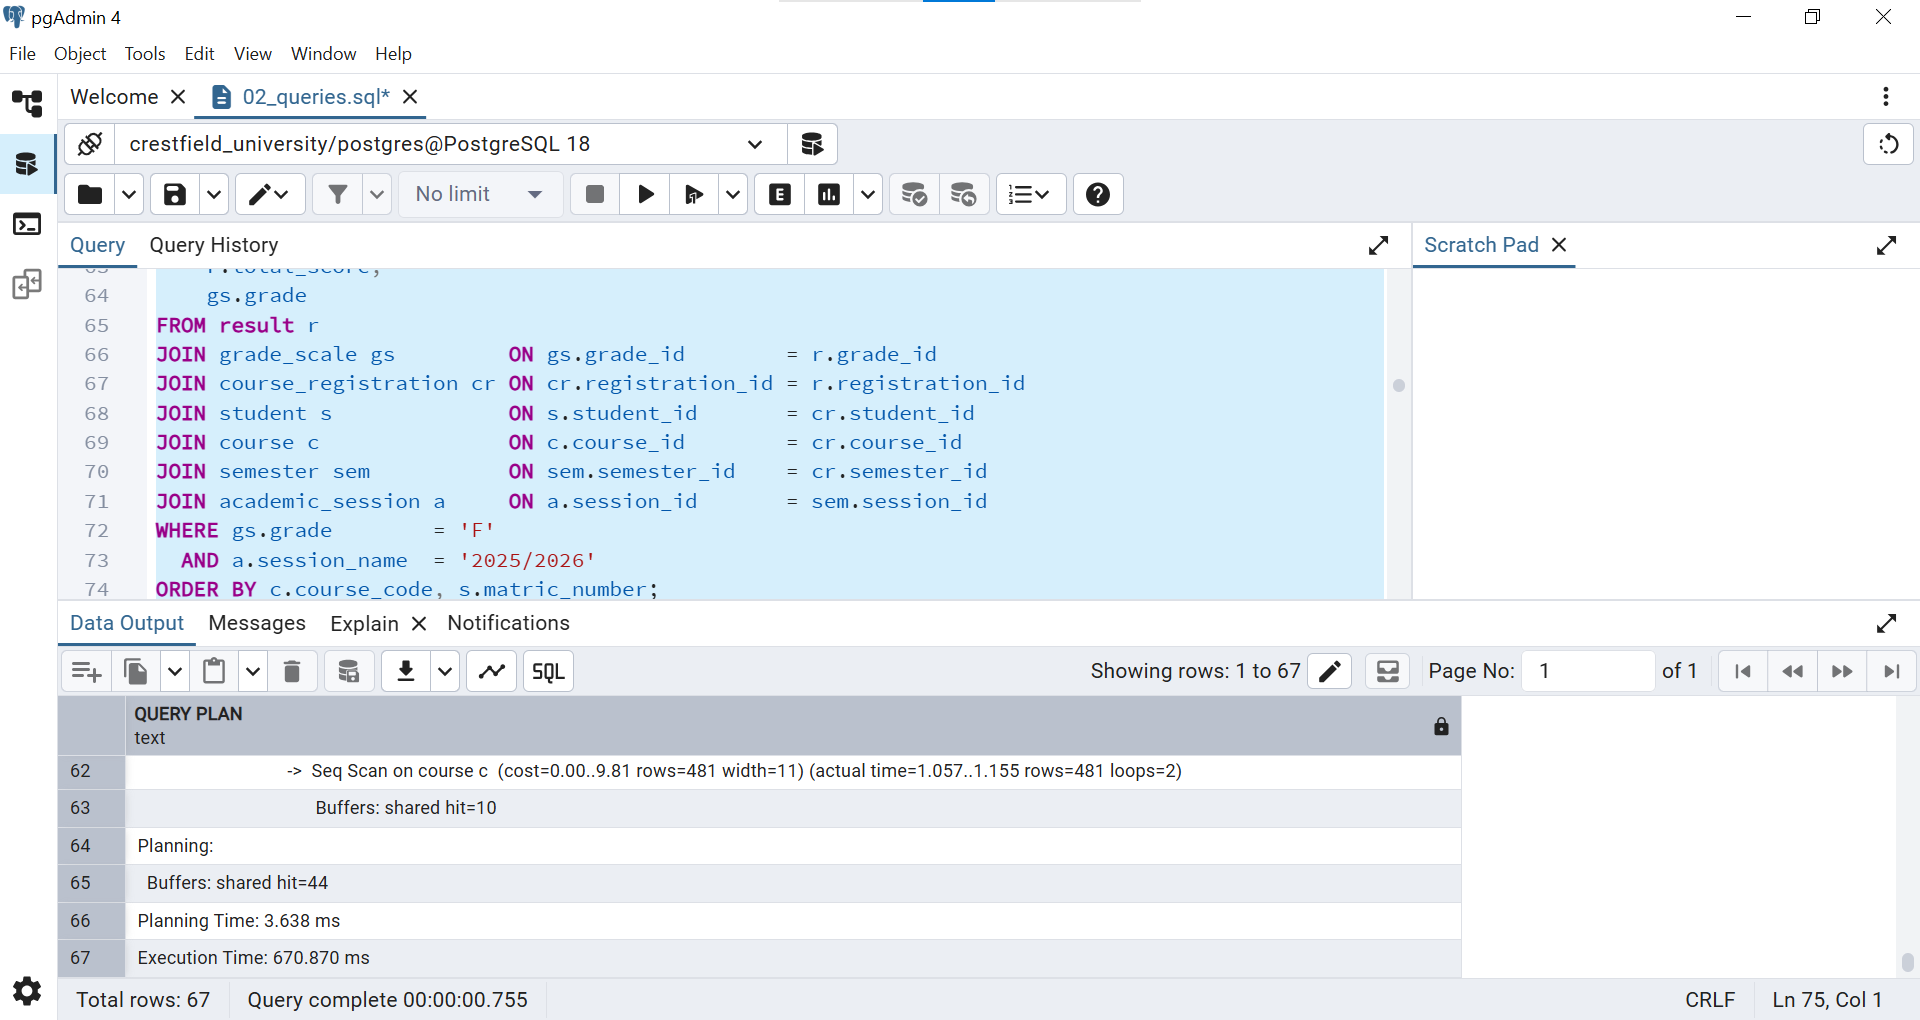 pgAdmin 4
File Object Tools Edit View Window Help
Welcome 02_queries.sql*
crestfield_university/postgres@PostgreSQL 18
No limit E
Query Query History Scratch Pad
63 r.total_score,
64 gs.grade
65 FROM result r
66 JOIN grade_scale gs ON gs.grade_id = r.grade_id
67 JOIN course_registration cr ON cr.registration_id = r.registration_id
68 JOIN student s ON s.student_id = cr.student_id
69 JOIN course c ON c.course_id = cr.course_id
70 JOIN semester sem ON sem.semester_id = cr.semester_id
71 JOIN academic_session a ON a.session_id = sem.session_id
72 WHERE gs.grade = 'F'
73 AND a.session_name = '2025/2026'
74 ORDER BY c.course_code, s.matric_number;
Data Output Messages Explain Notifications
SQL Showing rows: 1 to 67 Page No: 1 of 1
QUERY PLAN
text
62 -> Seq Scan on course c (cost=0.00..9.81 rows=481 width=11) (actual time=1.057..1.155 rows=481 loops=2)
63 Buffers: shared hit=10
64 Planning:
65 Buffers: shared hit=44
66 Planning Time: 3.638 ms
67 Execution Time: 670.870 ms
Total rows: 67 Query complete 00:00:00.755 CRLF Ln 75, Col 1